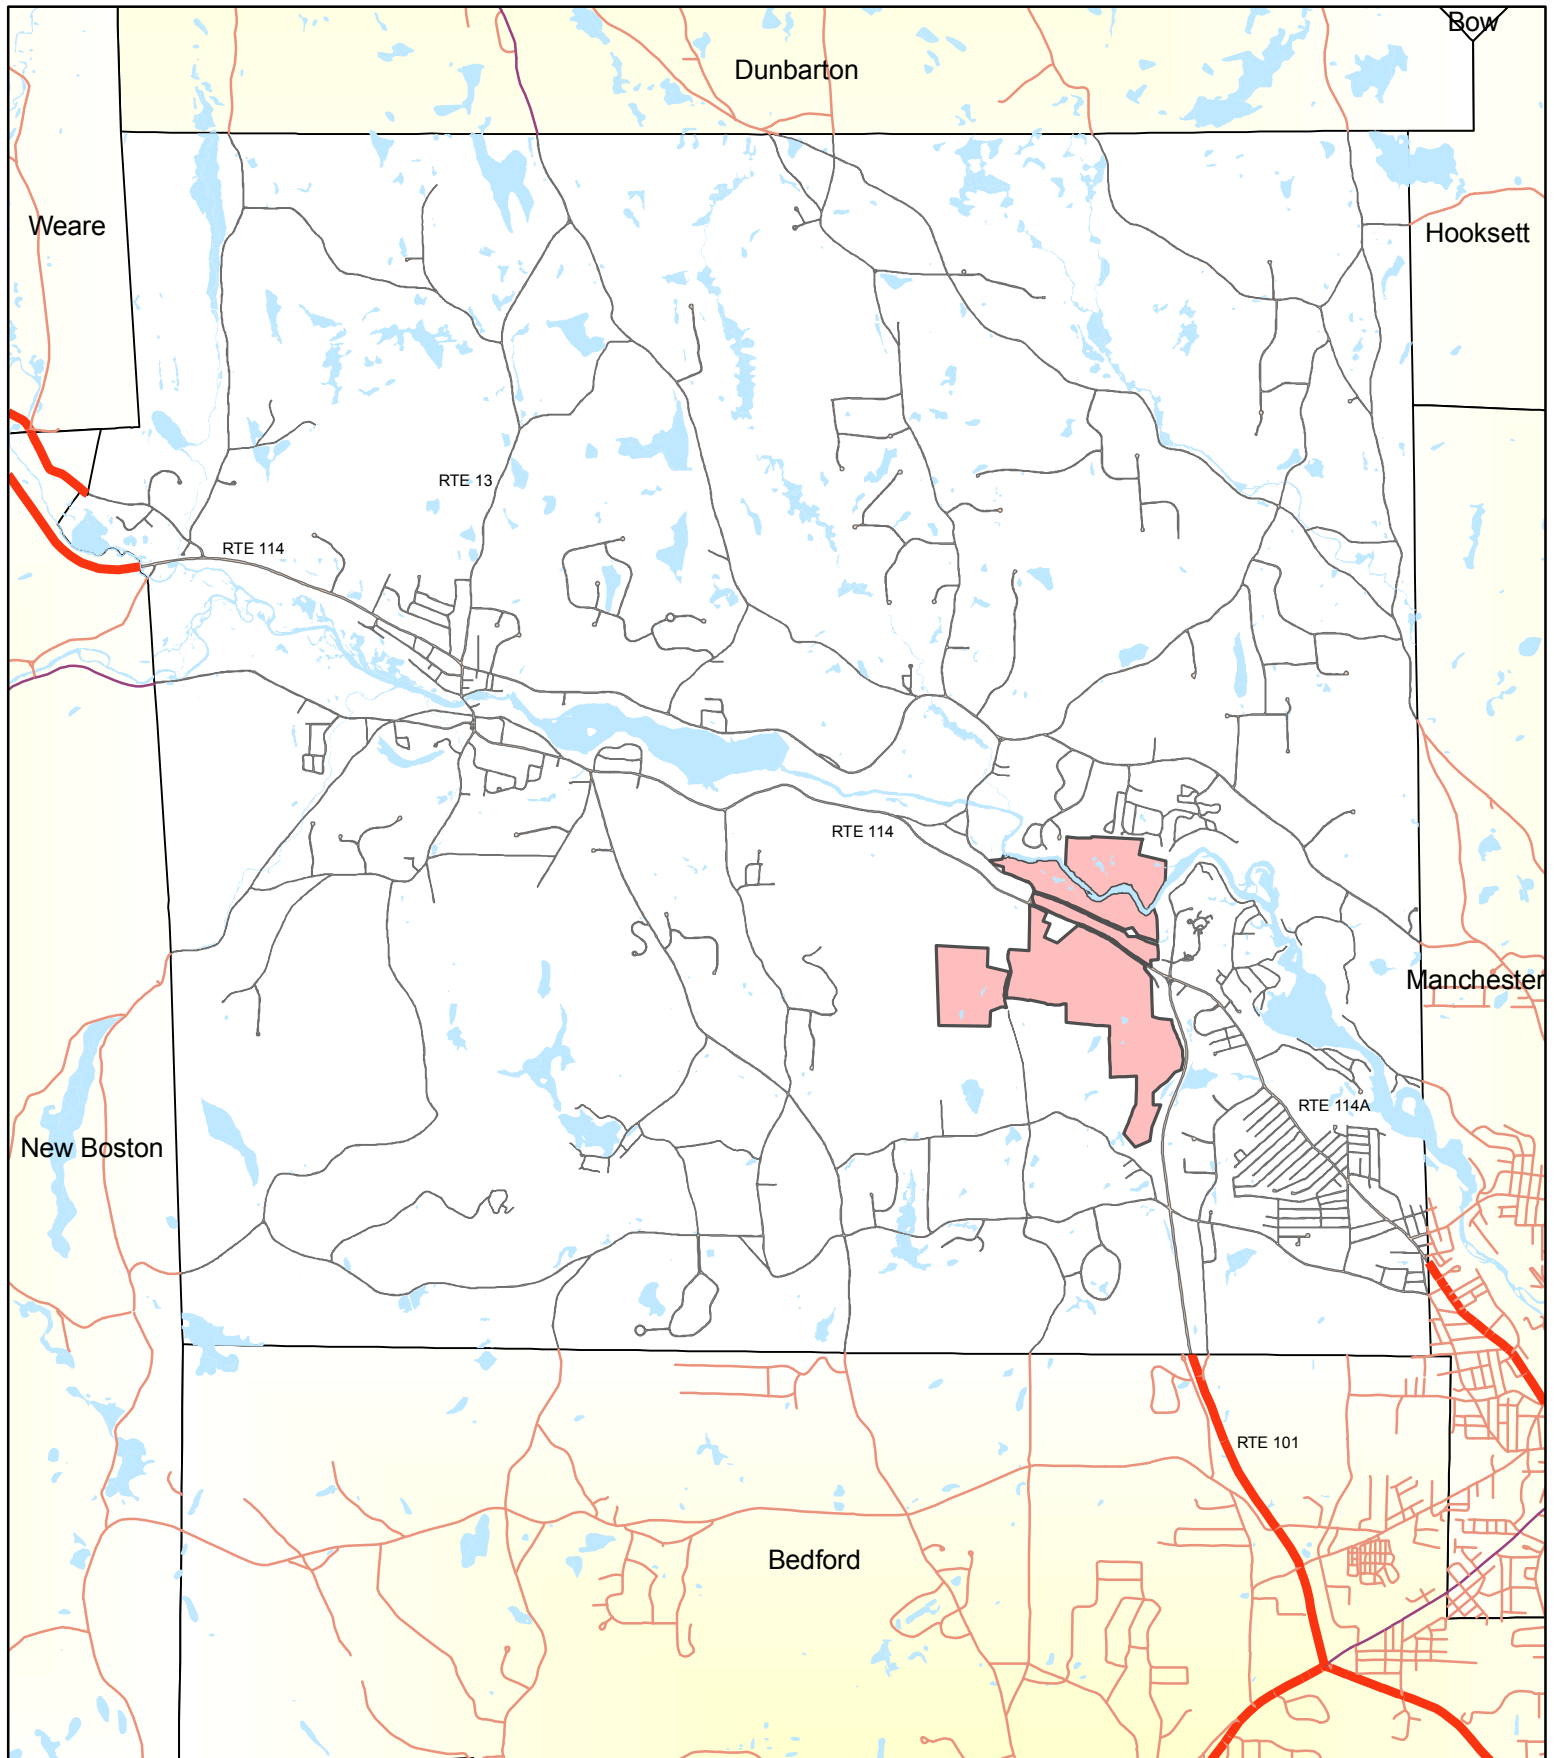 Bow
Dunbarton
Weare
Hooksett
RTE 13
RTE 114
RTE 114
Manchester
RTE 114A
New Boston
RTE 101
Bedford